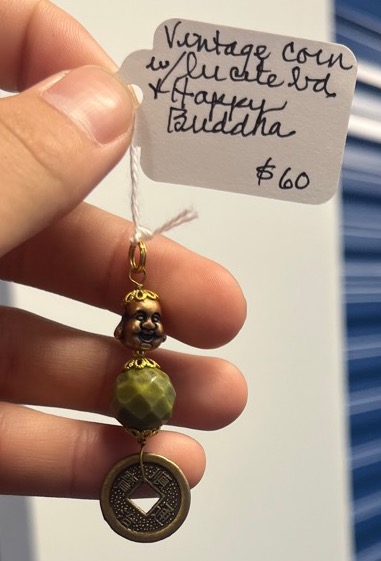 Vintage Coin
w/ lucite bd
+ Happy
Buddha
$60